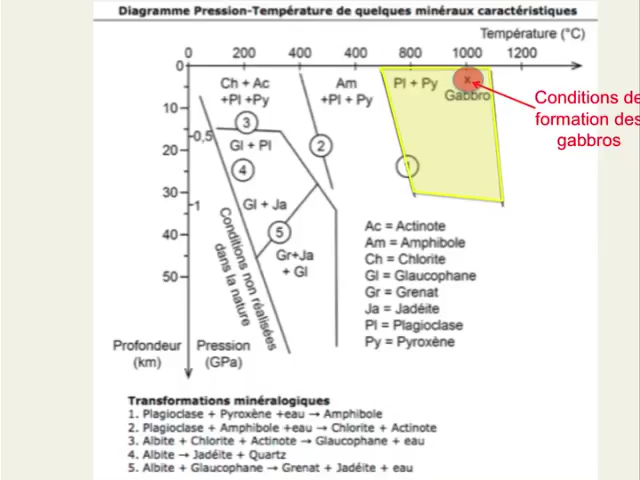 Diagramme Pression-Température de quelques minéraux caractéristiques
Température (°C)
0 200 400 400 800 1000 1200
0
10
20
30
40
50
0,5
1
Ch + Ac
+Pl +Py
Am
+Pl + Py
Pl + Py
x
Gabbro
Conditions de
formation des
gabbros
3
2
1
Gl + Pl
4
Gl + Ja
5
Gr+Ja
+ Gl
Conditions non réalisées
dans la nature
Ac = Actinote
Am = Amphibole
Ch = Chlorite
Gl = Glaucophane
Gr = Grenat
Ja = Jadéite
Pl = Plagioclase
Py = Pyroxène
Profondeur
(km)
Pression
(GPa)
Transformations minéralogiques
1. Plagioclase + Pyroxène +eau → Amphibole
2. Plagioclase + Amphibole +eau → Chlorite + Actinote
3. Albite + Chlorite + Actinote → Glaucophane + eau
4. Albite → Jadéite + Quartz
5. Albite + Glaucophane → Grenat + Jadéite + eau